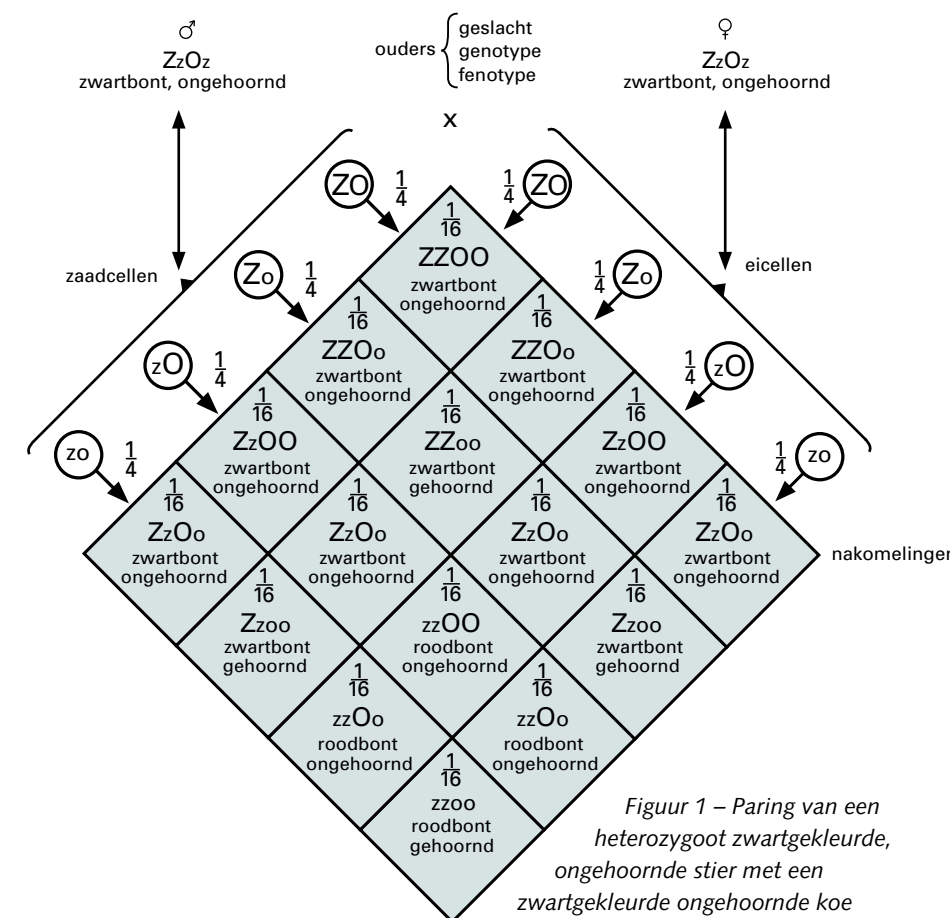 ♂
ZzOz
zwartbont, ongehoornd
ouders
geslacht
genotype
fenotype
♀
ZzOz
zwartbont, ongehoornd
x
zaadcellen
eicellen
ZO 1/4
1/4 ZO
Zo 1/4
1/4 Zo
zO 1/4
1/4 zO
zo 1/4
1/4 zo
1/16
ZZOO
zwartbont
ongehoornd
1/16
ZZOo
zwartbont
ongehoornd
1/16
ZZOo
zwartbont
ongehoornd
1/16
ZzOO
zwartbont
ongehoornd
1/16
ZZoo
zwartbont
gehoornd
1/16
ZzOO
zwartbont
ongehoornd
1/16
ZzOo
zwartbont
ongehoornd
1/16
ZzOo
zwartbont
ongehoornd
1/16
ZzOo
zwartbont
ongehoornd
1/16
ZzOo
zwartbont
ongehoornd
nakomelingen
1/16
Zzoo
zwartbont
gehoornd
1/16
zzOO
roodbont
ongehoornd
1/16
Zzoo
zwartbont
gehoornd
1/16
zzOo
roodbont
ongehoornd
1/16
zzOo
roodbont
ongehoornd
1/16
zzoo
roodbont
gehoornd
Figuur 1 – Paring van een
heterozygoot zwartgekleurde,
ongehoornde stier met een
zwartgekleurde ongehoornde koe